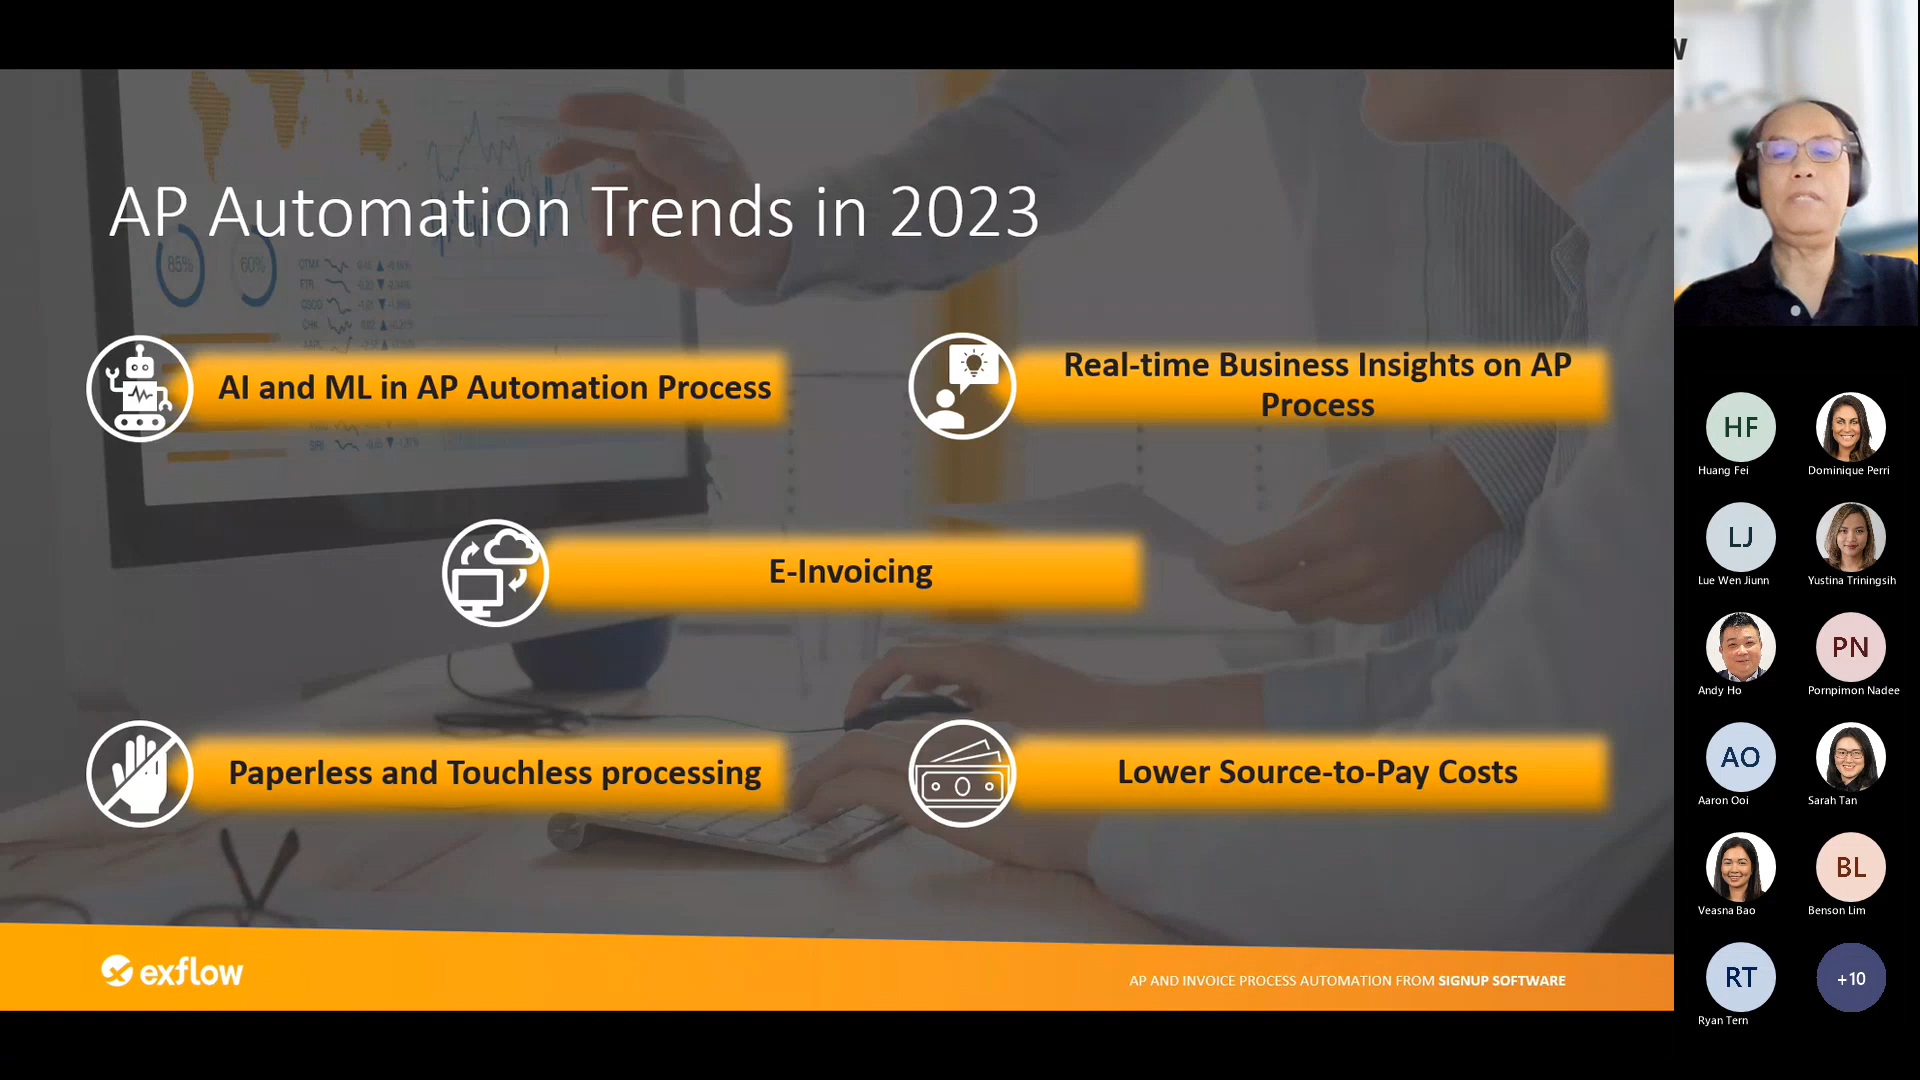 AP Automation Trends in 2023
85%
60%
AI and ML in AP Automation Process
Real-time Business Insights on AP
Process
E-Invoicing
Paperless and Touchless processing
Lower Source-to-Pay Costs
exflow
AP AND INVOICE PROCESS AUTOMATION FROM SIGNUP SOFTWARE
HF
Huang Fei
Dominique Perri
LJ
Lue Wen Jiunn
Yustina Triningsih
Andy Ho
PN
Pornpimon Nadee
AO
Aaron Ooi
Sarah Tan
Veasna Bao
BL
Benson Lim
RT
Ryan Tern
+10